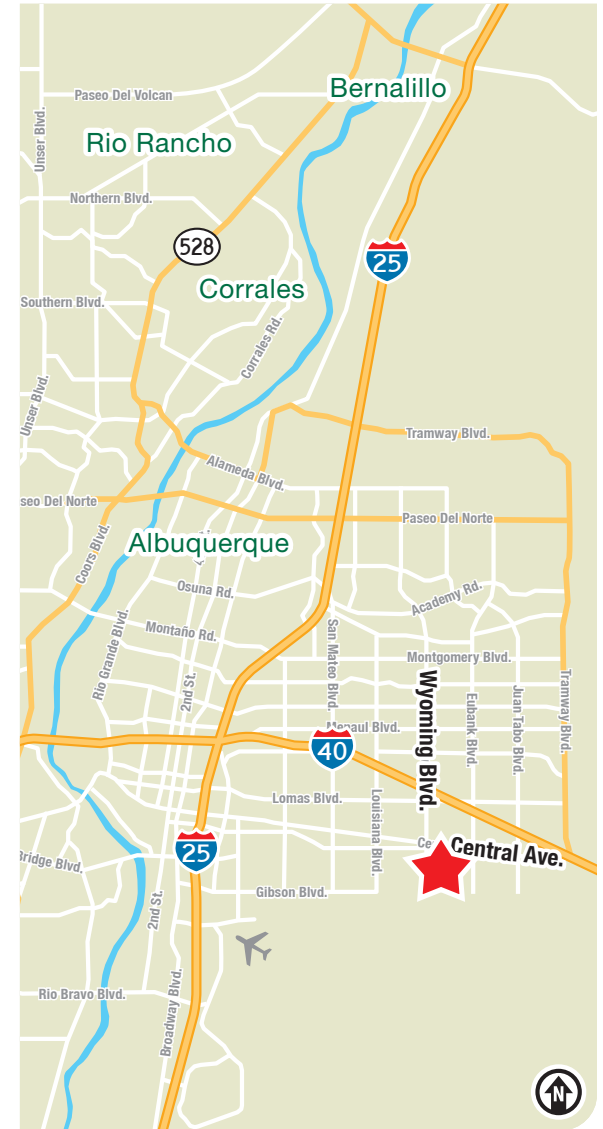 Bernalillo
Paseo Del Volcan
Unser Blvd.
Rio Rancho
Northern Blvd.
528
25
Corrales
Southern Blvd.
Corrales Rd.
Unser Blvd.
Tramway Blvd.
Alameda Blvd.
seo Del Norte
Paseo Del Norte
Coors Blvd.
Albuquerque
Osuna Rd.
Academy Rd.
Montaño Rd.
San Mateo Blvd.
Rio Grande Blvd.
Montgomery Blvd.
2nd St.
Wyoming Blvd.
Eubank Blvd.
Juan Tabo Blvd.
Tramway Blvd.
Menaul Blvd.
40
Lomas Blvd.
Louisiana Blvd.
Central Ave.
25
Bridge Blvd.
Gibson Blvd.
2nd St.
Rio Bravo Blvd.
Broadway Blvd.
N